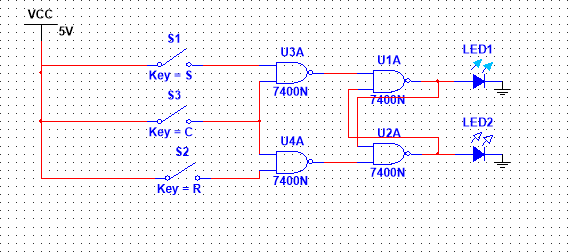 VCC
5V
S1
Key = S
U3A
7400N
U1A
7400N
LED1
S3
Key = C
U4A
7400N
U2A
7400N
LED2
S2
Key = R